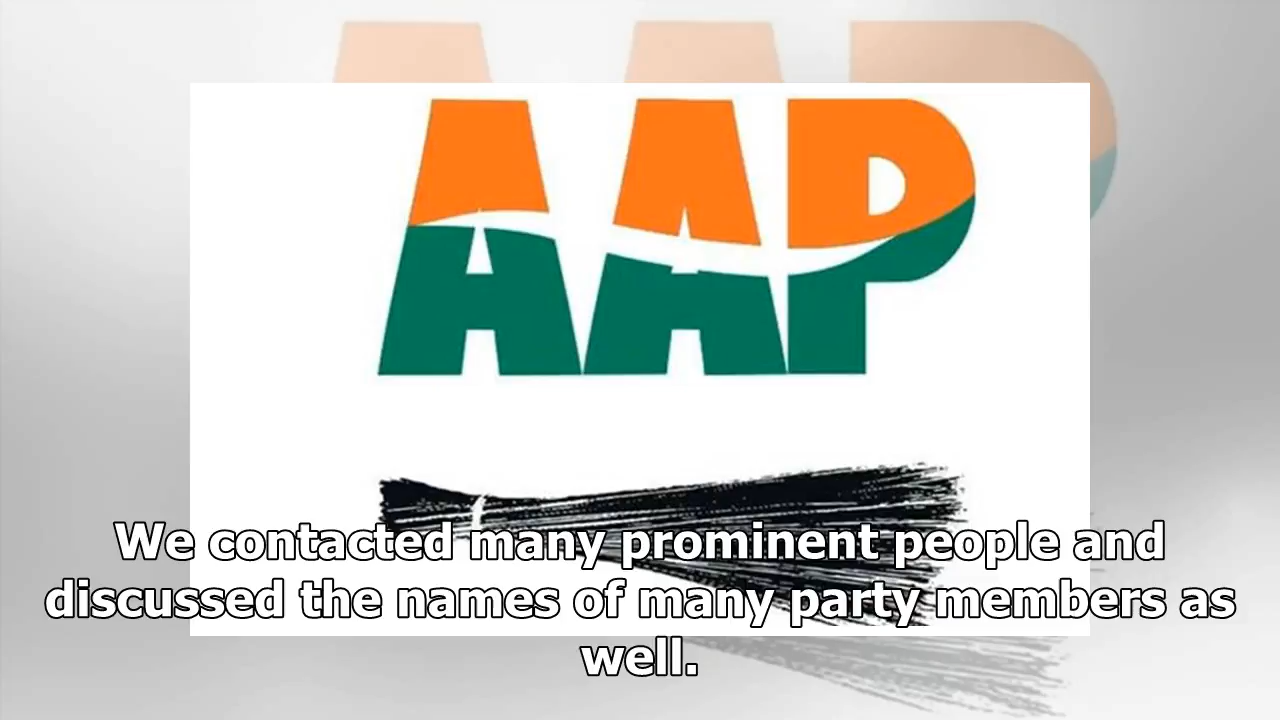 AAP
We contacted many prominent people and
discussed the names of many party members as
well.